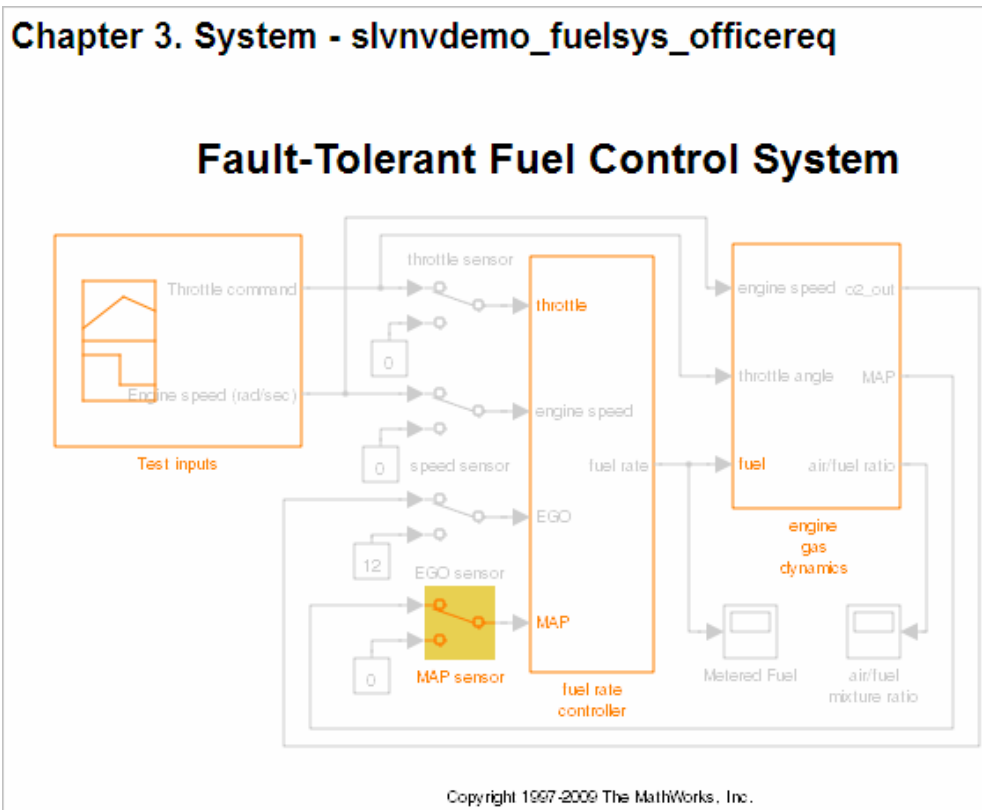 Chapter 3. System - slvnvdemo_fuelsys_officereq
Fault-Tolerant Fuel Control System
Throttle command
Engine speed (rad/sec)
Test inputs
throttle sensor
0
0
speed sensor
12
EGO sensor
0
MAP sensor
throttle
engine speed
fuel rate
EGO
MAP
fuel rate
controller
engine speed
o2_out
throttle angle
MAP
fuel
air/fuel ratio
engine
gas
dynamics
Metered Fuel
air/fuel
mixture ratio
Copyright 1997-2009 The MathWorks, Inc.